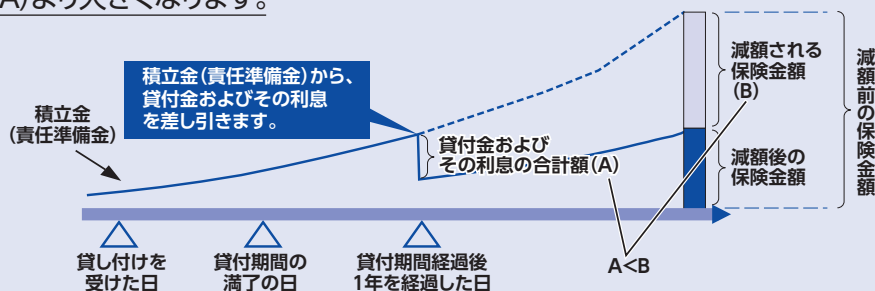 A)より大きくなります。
積立金(責任準備金)から、
貸付金およびその利息
を差し引きます。
積立金
(責任準備金)
貸付金および
その利息の合計額(A)
減額される
保険金額
(B)
減額後の
保険金額
減額前の保険金額
A<B
貸し付けを
受けた日
貸付期間の
満了の日
貸付期間経過後
1年を経過した日